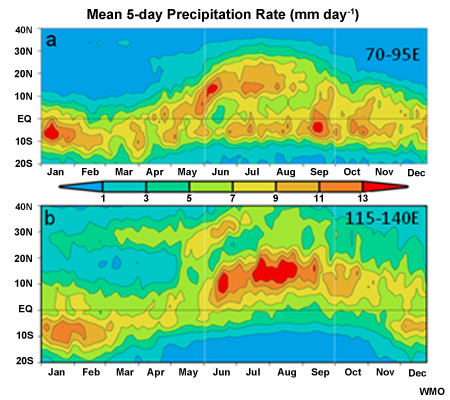 Mean 5-day Precipitation Rate (mm day-1)
40N
a
70-95E
30N
20N
10N
EQ
10S
20S
Jan Feb Mar Apr May Jun Jul Aug Sep Oct Nov Dec
1 3 5 7 9 11 13
40N
b
115-140E
30N
20N
10N
EQ
10S
20S
Jan Feb Mar Apr May Jun Jul Aug Sep Oct Nov Dec
WMO